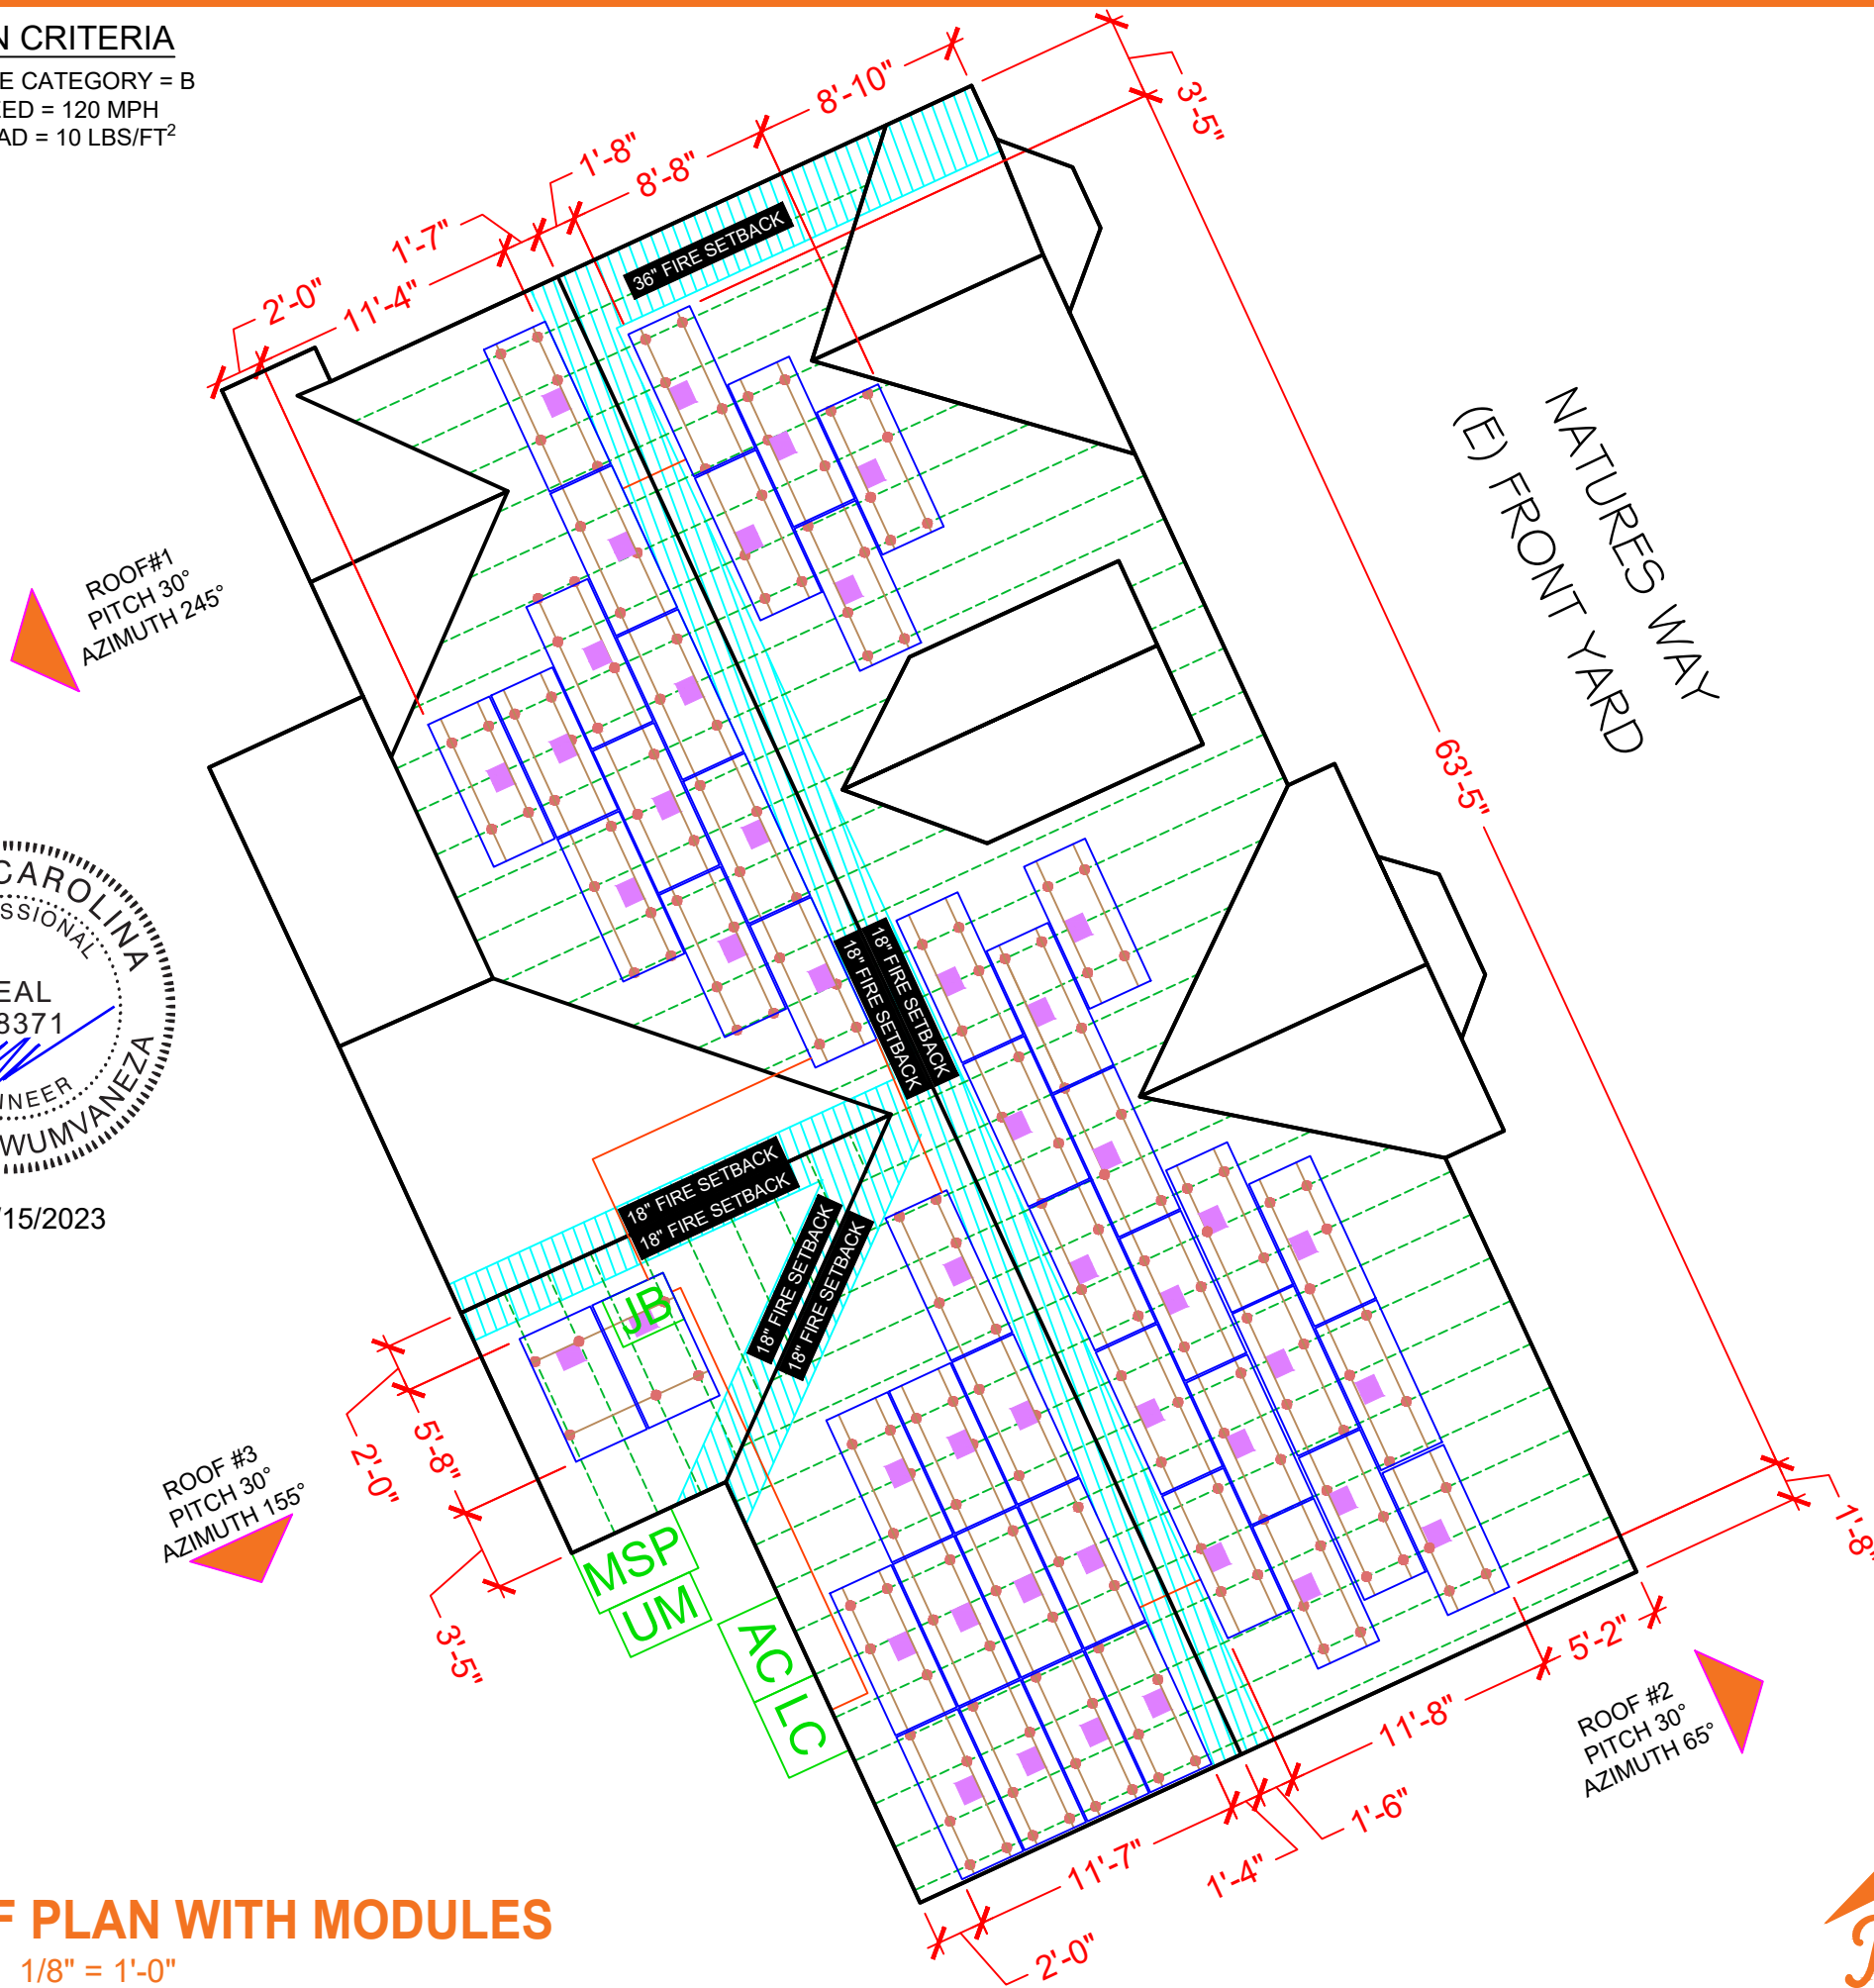 N CRITERIA
E CATEGORY = B
EED = 120 MPH
AD = 10 LBS/FT2
8'-10"
3'-5"
1'-8"
8'-8"
36" FIRE SETBACK
1'-7"
11'-4"
2'-0"
NATURES WAY
(E) FRONT YARD
ROOF#1
PITCH 30°
AZIMUTH 245°
63'-5"
CAROLINA
SSIONAL
EAL
8371
NEER
WUMVANEZA
/15/2023
18" FIRE SETBACK
18" FIRE SETBACK
18" FIRE SETBACK
18" FIRE SETBACK
18" FIRE SETBACK
18" FIRE SETBACK
JB
2'-0"
5'-8"
3'-5"
ROOF #3
PITCH 30°
AZIMUTH 155°
MSP
UM
AC
LC
1'-8"
5'-2"
11'-8"
1'-6"
1'-4"
11'-7"
2'-0"
ROOF #2
PITCH 30°
AZIMUTH 65°
F PLAN WITH MODULES
1/8" = 1'-0"